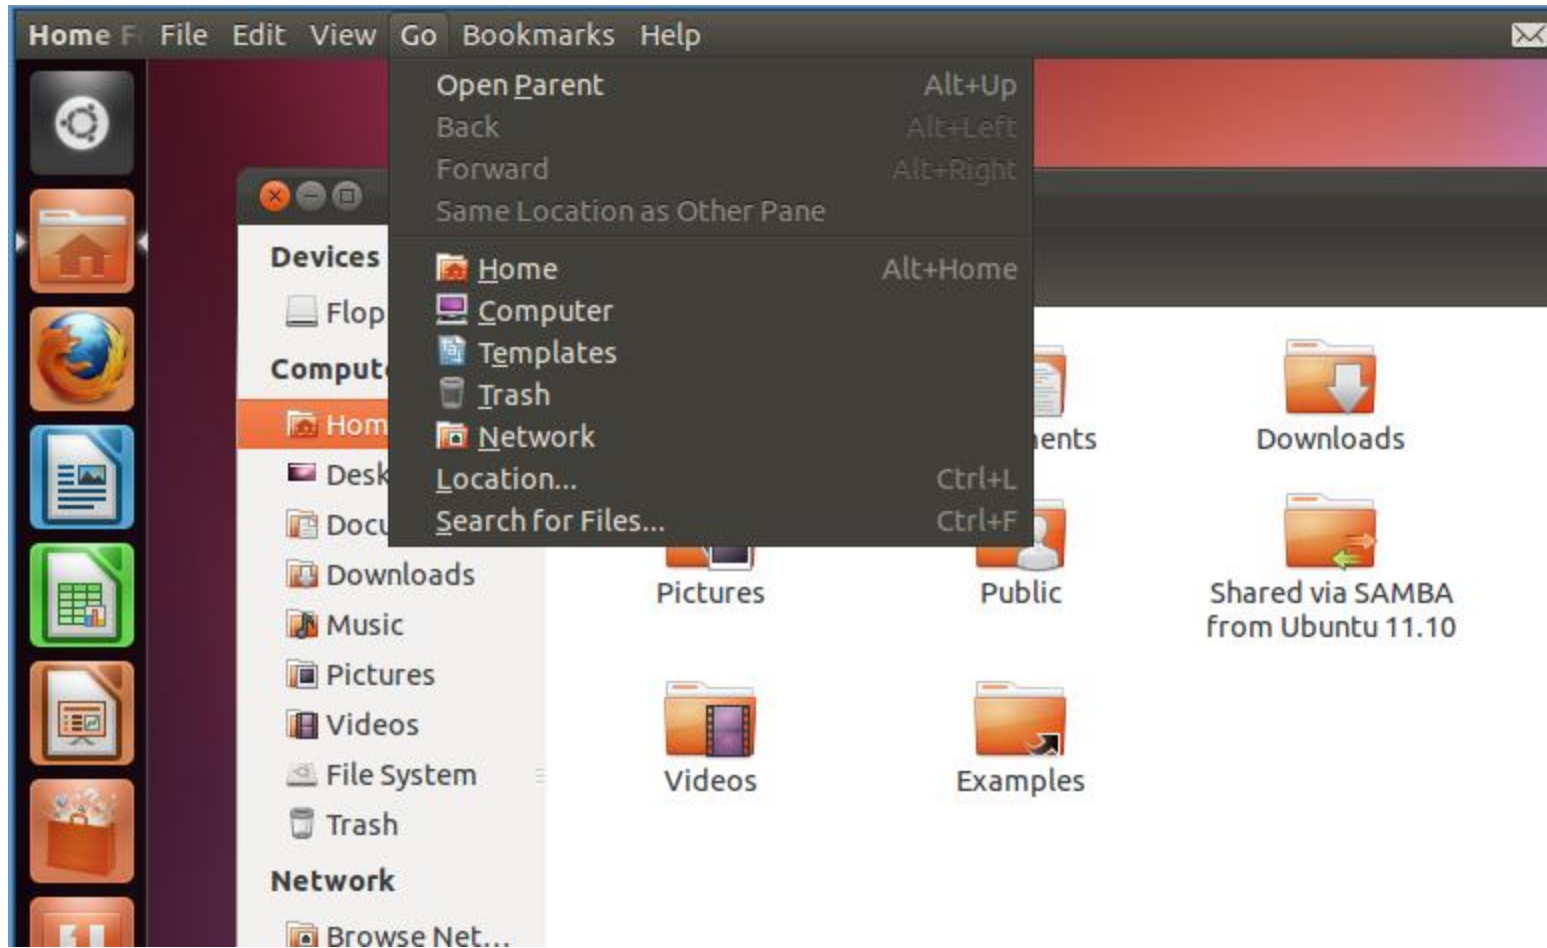 Home F File Edit View Go Bookmarks Help
Open Parent Alt+Up
Back Alt+Left
Forward Alt+Right
Same Location as Other Pane
Home Alt+Home
Computer
Templates
Trash
Network
Location... Ctrl+L
Search for Files... Ctrl+F
Devices
Flop
Compute
Hom
Desk
Docu
Downloads
Music
Pictures
Videos
File System
Trash
Network
Browse Net...
ents
Downloads
Pictures
Public
Shared via SAMBA
from Ubuntu 11.10
Videos
Examples